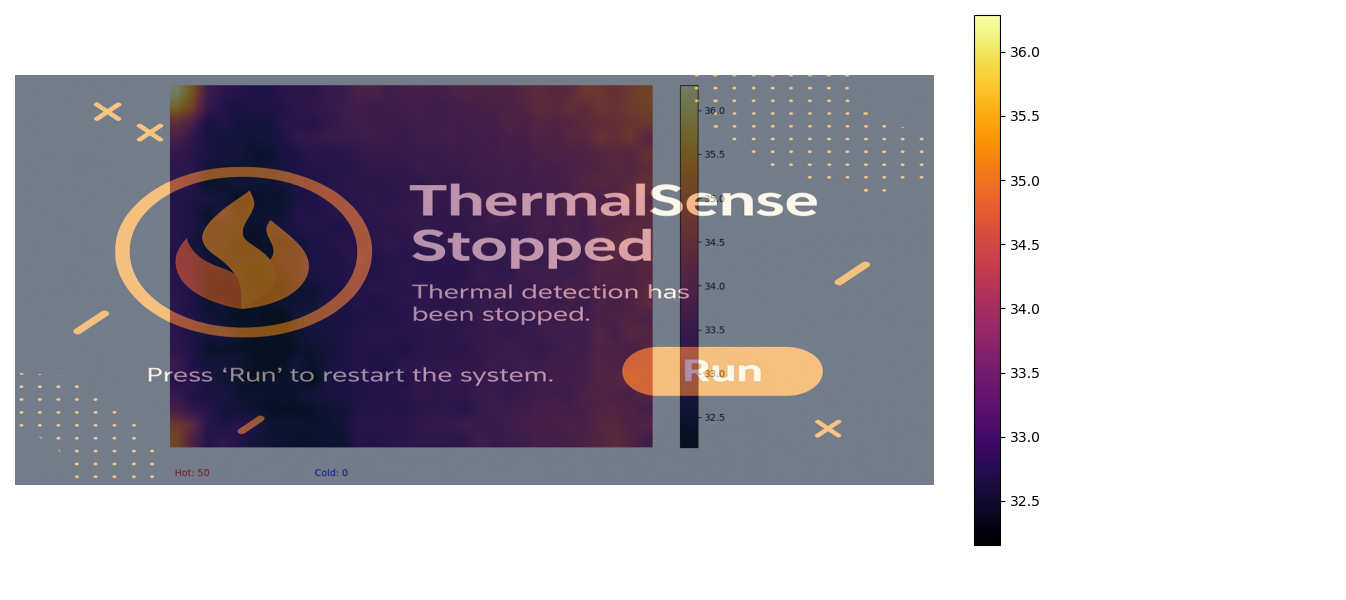 ThermalSense
Stopped
Thermal detection has
been stopped.
Press ‘Run’ to restart the system.
Run
Hot: 50
Cold: 0
36.0
35.5
35.0
34.5
34.0
33.5
33.0
32.5
36.0
35.5
35.0
34.5
34.0
33.5
33.0
32.5